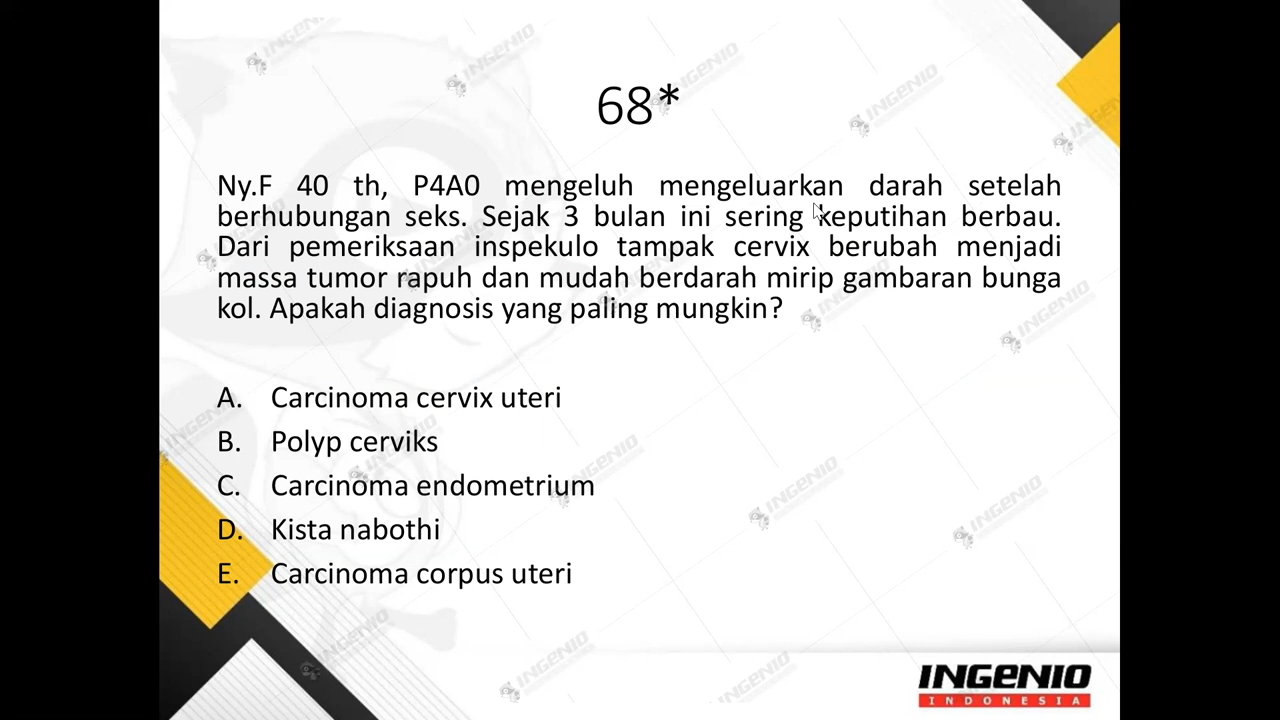 68*
Ny.F 40 th, P4A0 mengeluh mengeluarkan darah setelah
berhubungan seks. Sejak 3 bulan ini sering keputihan berbau.
Dari pemeriksaan inspekulo tampak cervix berubah menjadi
massa tumor rapuh dan mudah berdarah mirip gambaran bunga
kol. Apakah diagnosis yang paling mungkin?
A. Carcinoma cervix uteri
B. Polyp cerviks
C. Carcinoma endometrium
D. Kista nabothi
E. Carcinoma corpus uteri
INGENIO
INDONESIA